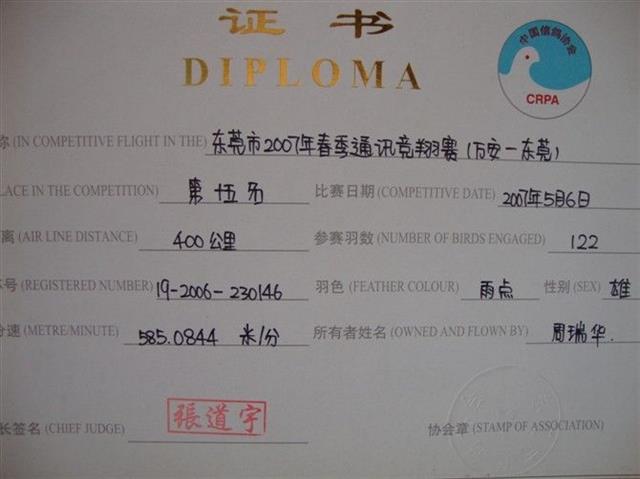 证书
DIPLOMA
中国信鸽协会
CRPA
(IN COMPETITIVE FLIGHT IN THE) 东莞市2007年春季通讯竞翔赛(万安一东莞)
LACE IN THE COMPETITION) 第伍名 比赛日期 (COMPETITIVE DATE) 2007年5月6日
离 (AIR LINE DISTANCE) 400公里 参赛羽数 (NUMBER OF BIRDS ENGAGED) 122
号 (REGISTERED NUMBER) 19-2006-230146 羽色 (FEATHER COLOUR) 雨点 性别 (SEX) 雄
分速 (METRE/MINUTE) 585.0844 米/分 所有者姓名 (OWNED AND FLOWN BY) 周瑞华.
长签名 (CHIEF JUDGE) 張道宇 协会章 (STAMP OF ASSOCIATION)